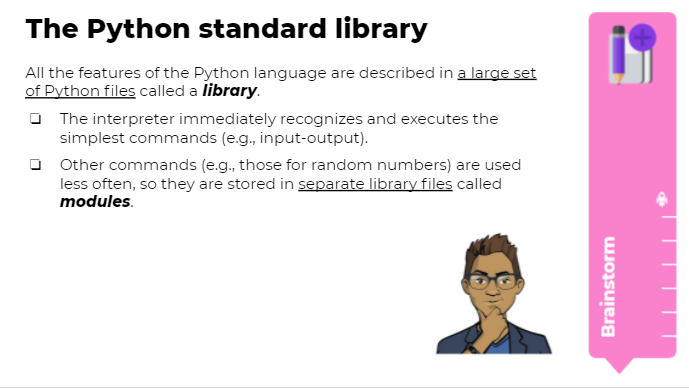 The Python standard library
All the features of the Python language are described in a large set
of Python files called a library.
❏ The interpreter immediately recognizes and executes the
simplest commands (e.g., input-output).
❏ Other commands (e.g., those for random numbers) are used
less often, so they are stored in separate library files called
modules.
Brainstorm